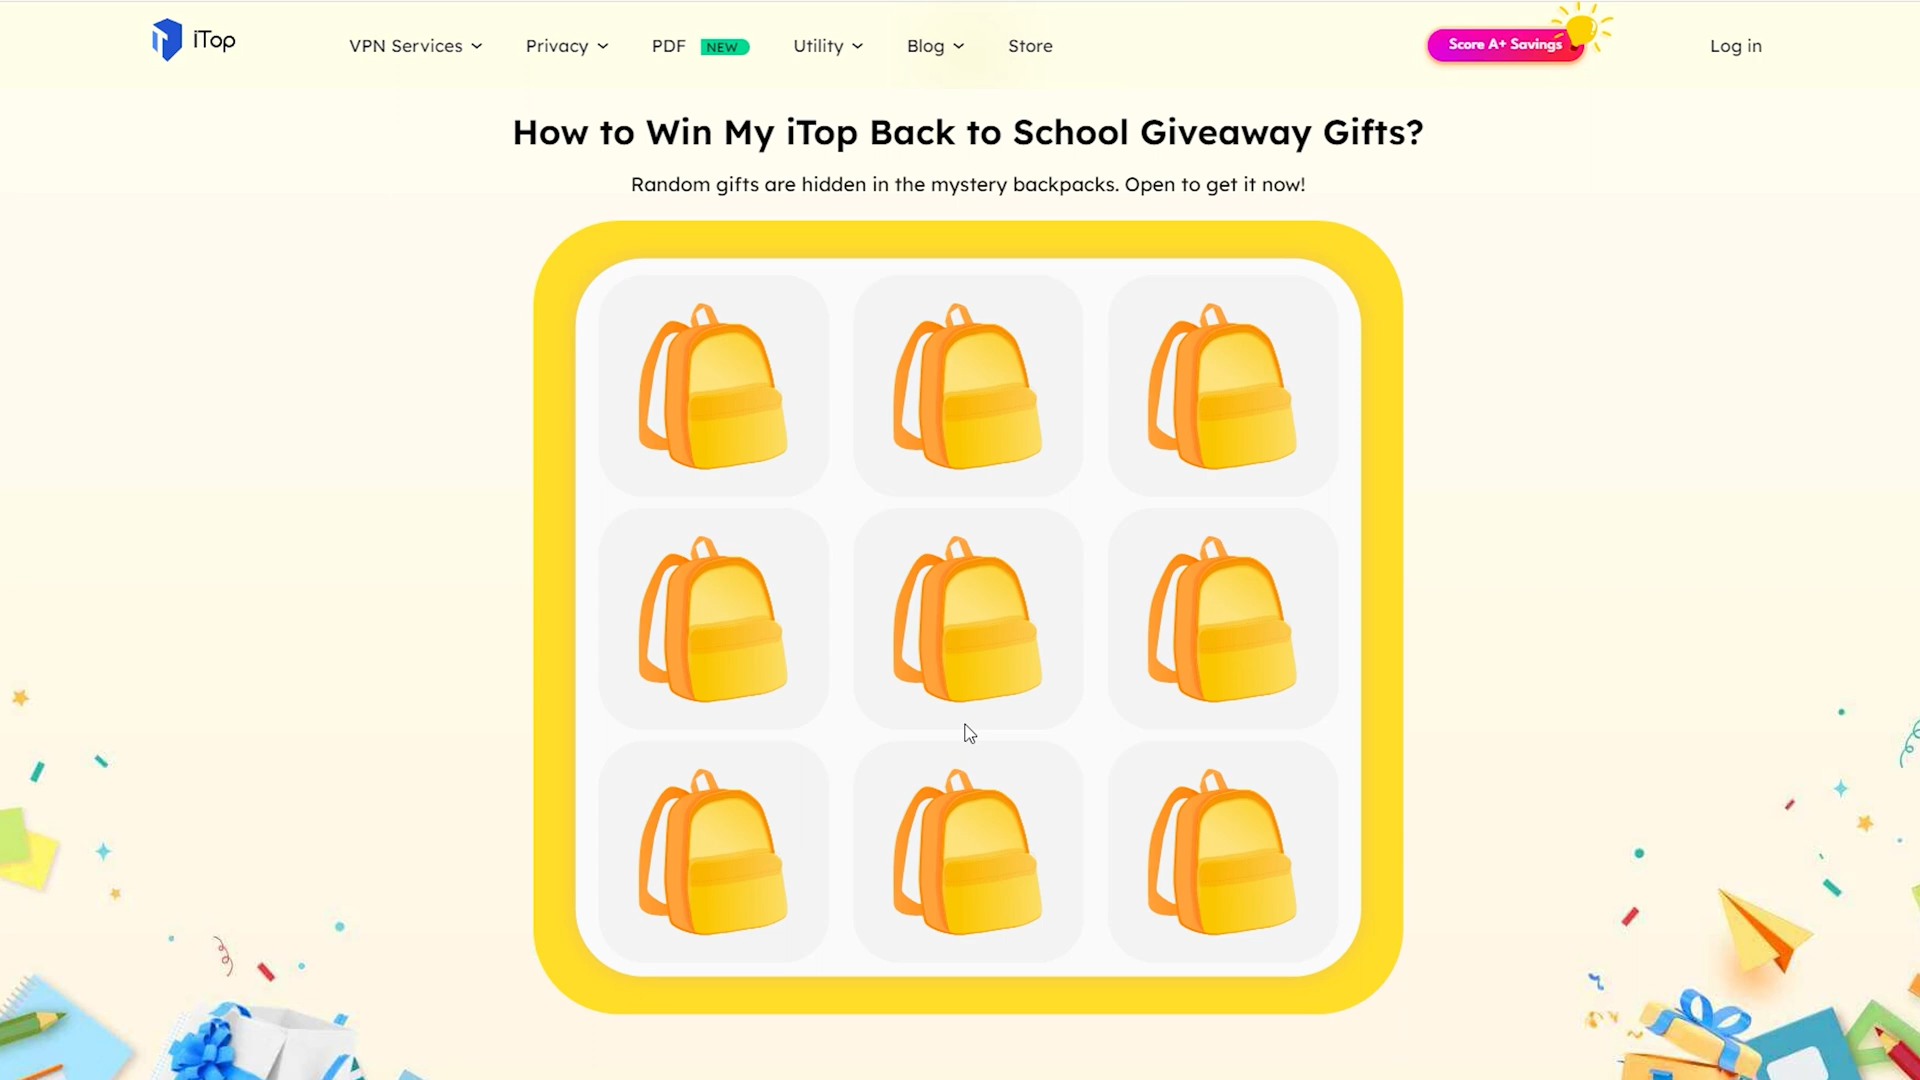 iTop
VPN Services
Privacy
PDF NEW
Utility
Blog
Store
Score A+ Savings
Log in
How to Win My iTop Back to School Giveaway Gifts?
Random gifts are hidden in the mystery backpacks. Open to get it now!